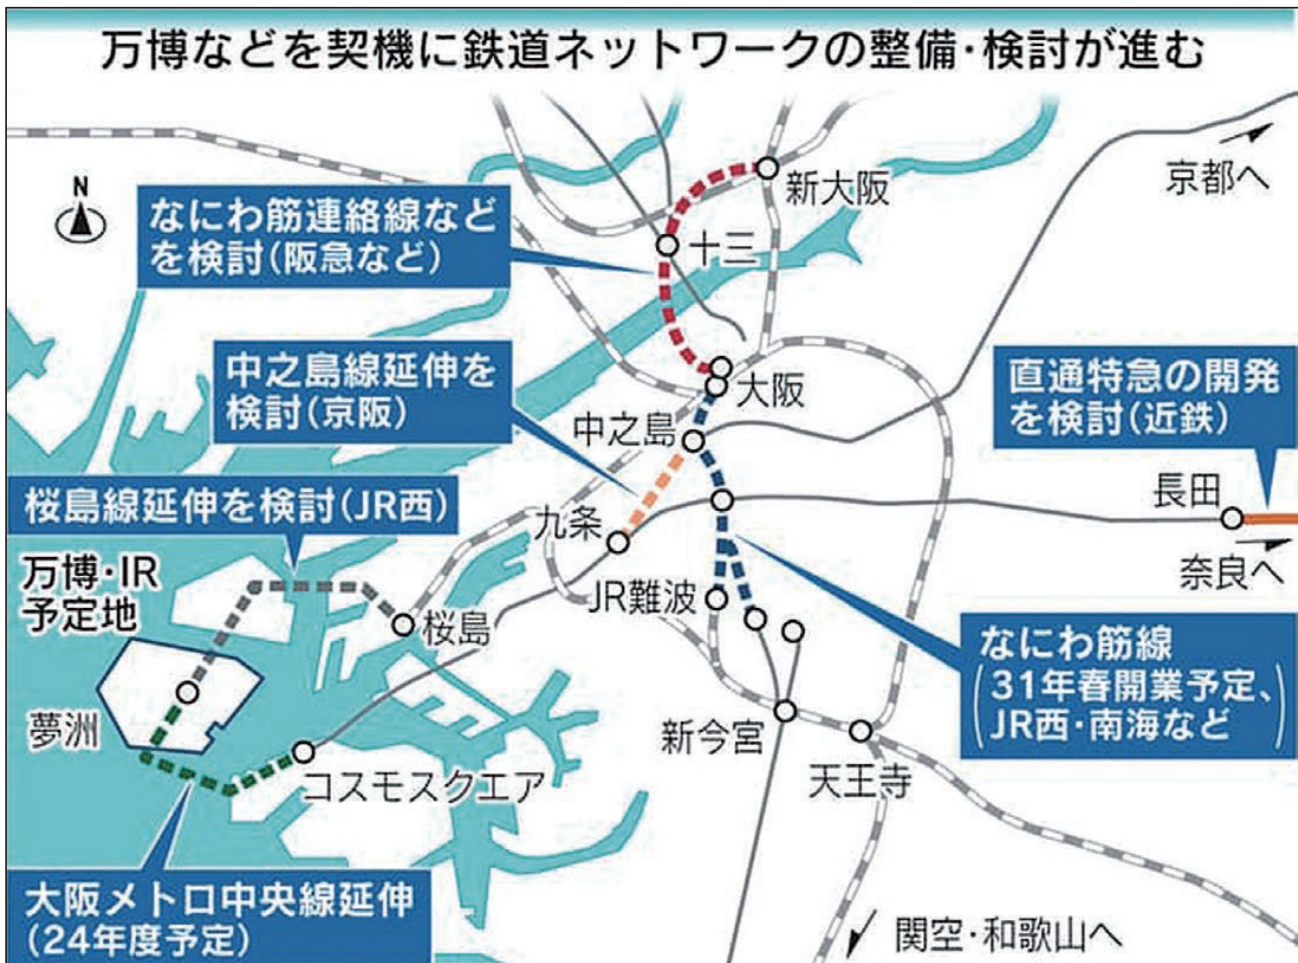 万博などを契機に鉄道ネットワークの整備・検討が進む
N
京都へ
なにわ筋連絡線など
を検討(阪急など)
新大阪
十三
中之島線延伸を
検討(京阪)
大阪
直通特急の開発
を検討(近鉄)
中之島
桜島線延伸を検討(JR西)
九条
長田
奈良へ
万博・IR
予定地
JR難波
桜島
なにわ筋線
(31年春開業予定、
JR西・南海など)
夢洲
新今宮
コスモスクエア
天王寺
大阪メトロ中央線延伸
(24年度予定)
関空・和歌山へ